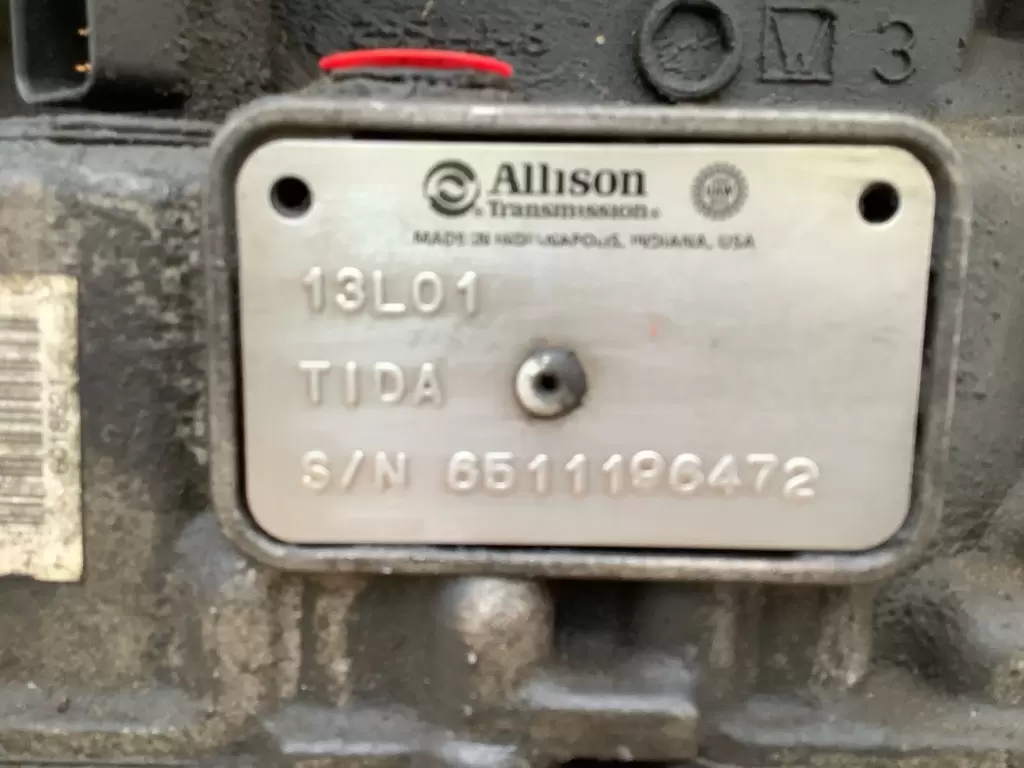 3
Allison
Transmission®
MADE IN INDIANAPOLIS, INDIANA, USA
13L01
TIDA
S/N 6511196472